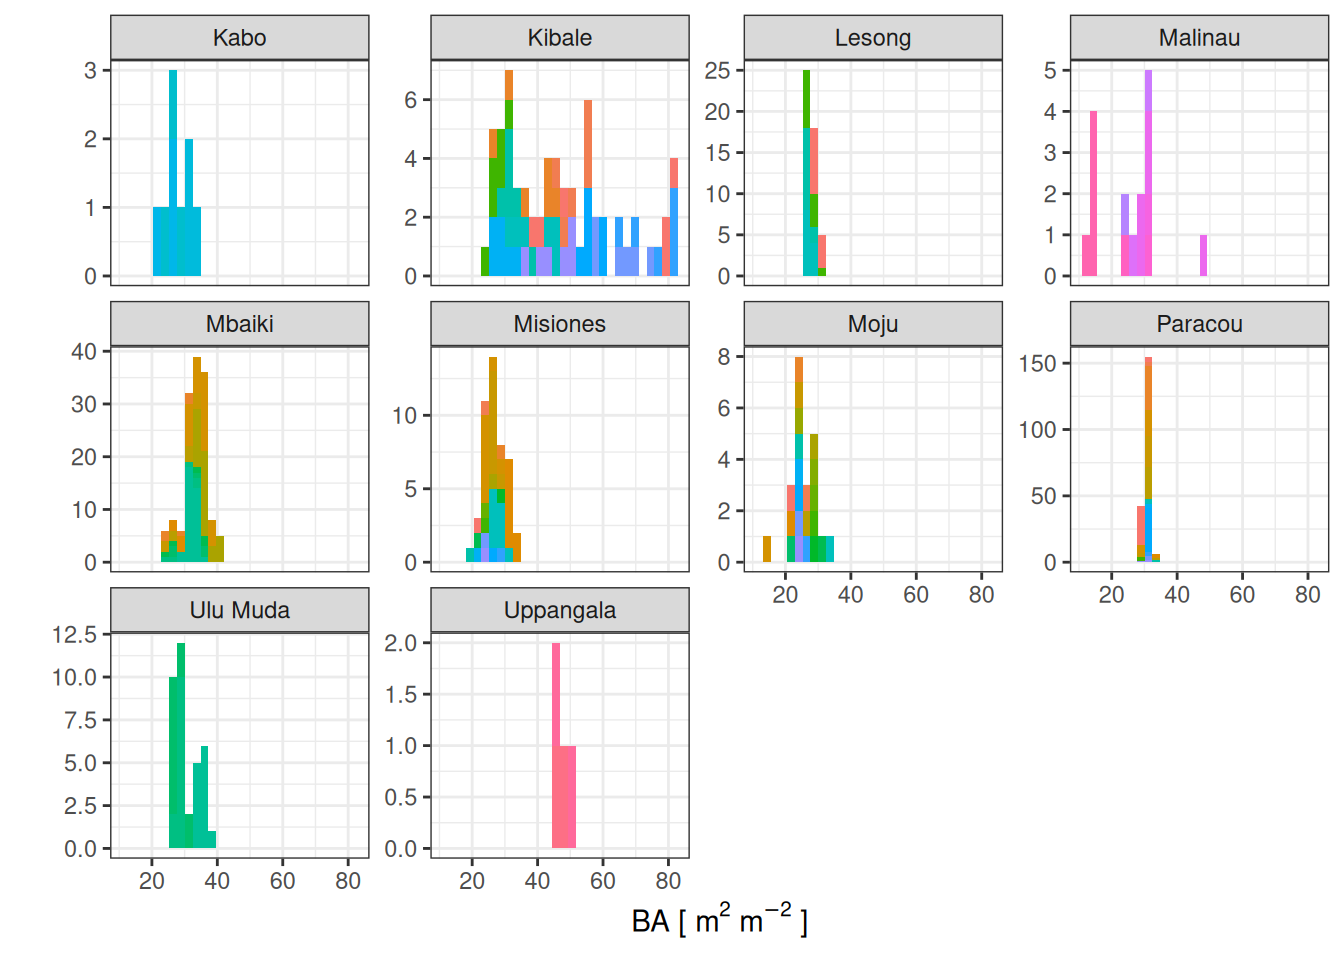 Kabo Kibale Lesong Malinau
3 2 1 0
6 4 2 0
25 20 15 10 5 0
5 4 3 2 1 0
Mbaiki Misiones Moju Paracou
40 30 20 10 0
10 5 0
8 6 4 2 0
150 100 50 0
20 40 60 80 20 40 60 80
Ulu Muda Uppangala
12.5 10.0 7.5 5.0 2.5 0.0
2.0 1.5 1.0 0.5 0.0
20 40 60 80 20 40 60 80
BA [ m² m⁻² ]